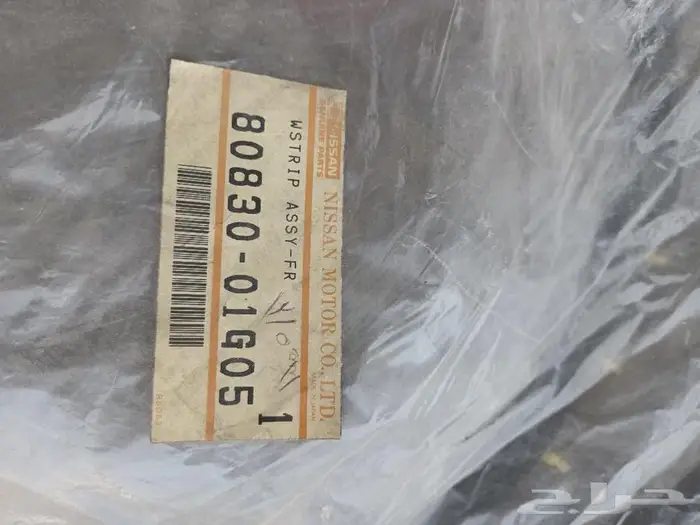 NISSAN
GENUINE PARTS
NISSAN MOTOR CO., LTD.
MADE IN JAPAN
WSTRIP ASSY-FR
80830-01G05
1
حراج